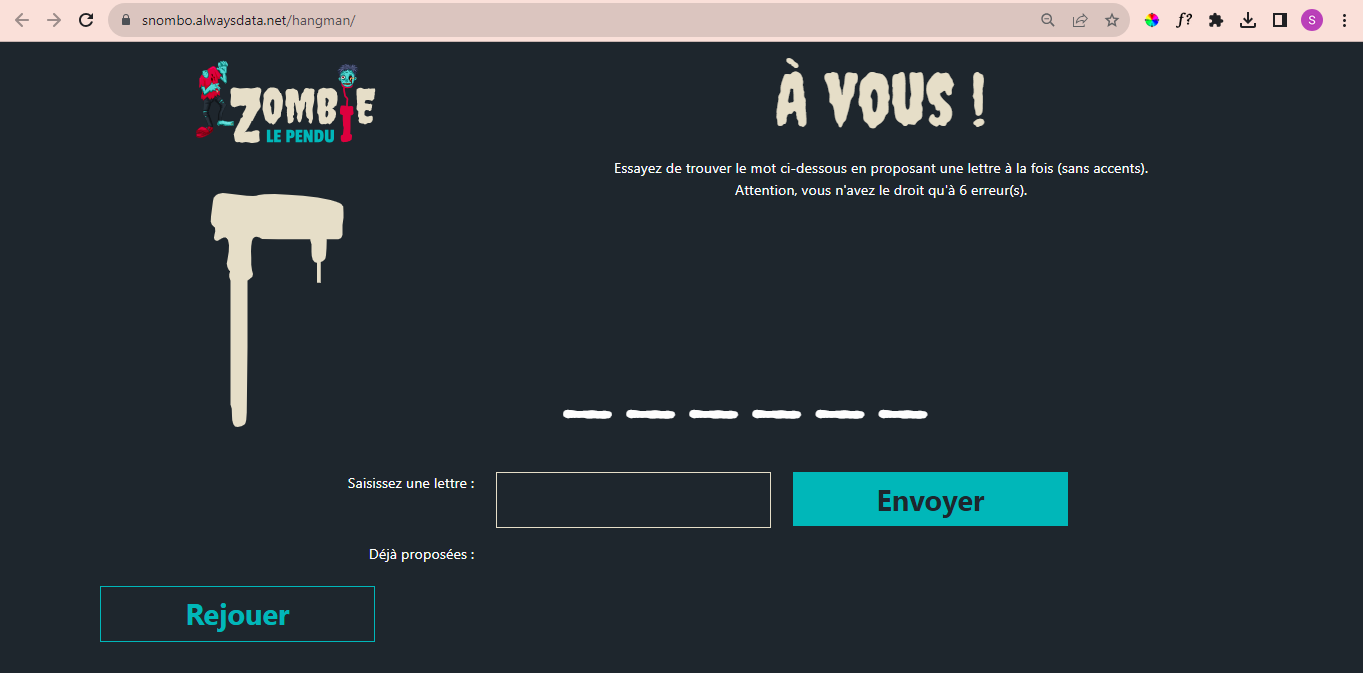 snombo.alwaysdata.net/hangman/
f?
S
ZOMBIE
LE PENDU
À VOUS !
Essayez de trouver le mot ci-dessous en proposant une lettre à la fois (sans accents).
Attention, vous n'avez le droit qu'à 6 erreur(s).
Saisissez une lettre :
Envoyer
Déjà proposées :
Rejouer